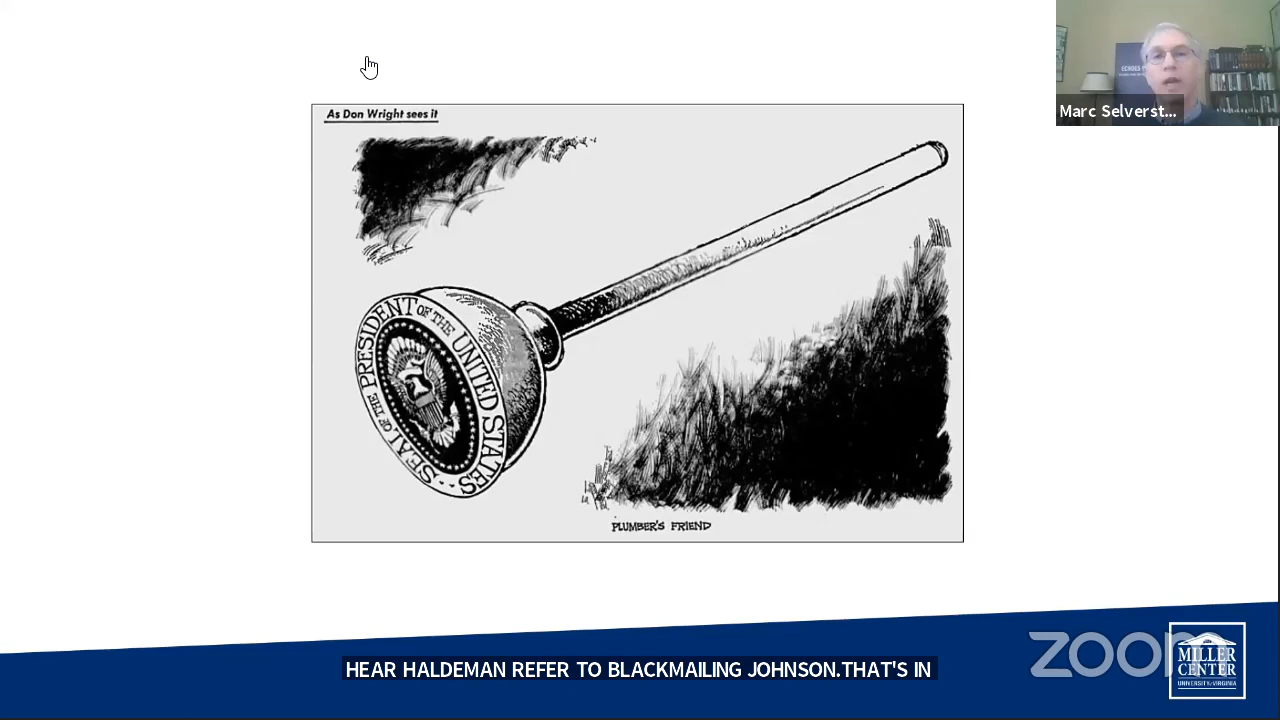 As Don Wright sees it
Marc Selverst...
SEAL OF THE PRESIDENT OF THE UNITED STATES
PLUMBER'S FRIEND
HEAR HALDEMAN REFER TO BLACKMAILING JOHNSON.THAT'S IN
zoom
MILLER
CENTER
UNIVERSITY of VIRGINIA